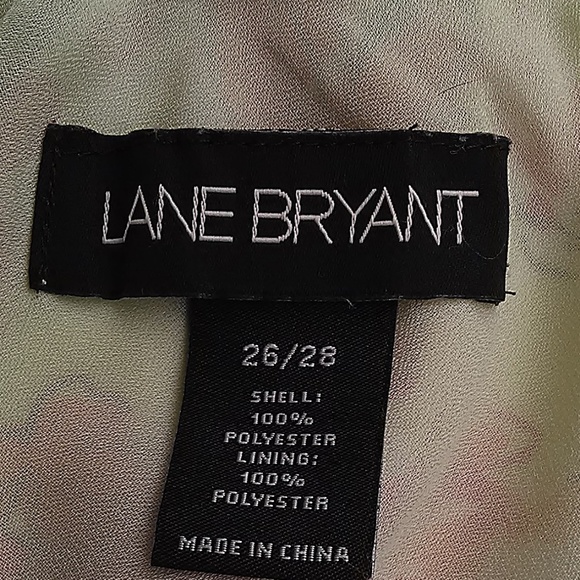 LANE BRYANT
26/28
SHELL:
100%
POLYESTER
LINING:
100%
POLYESTER
MADE IN CHINA